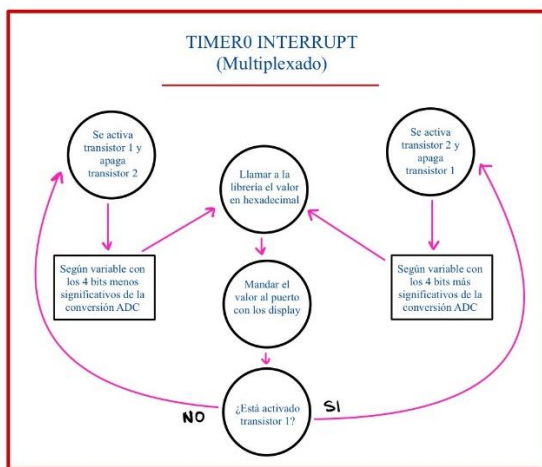 TIMER0 INTERRUPT
(Multiplexado)
Se activa
transistor 1 y
apaga
transistor 2
Se activa
transistor 2 y
apaga
transistor 1
Llamar a la
librería el valor
en hexadecimal
Según variable con
los 4 bits menos
significativos de la
conversión ADC
Según variable con
los 4 bits más
significativos de la
conversión ADC
Mandar el
valor al puerto
con los display
¿Está activado
transistor 1?
NO
SI